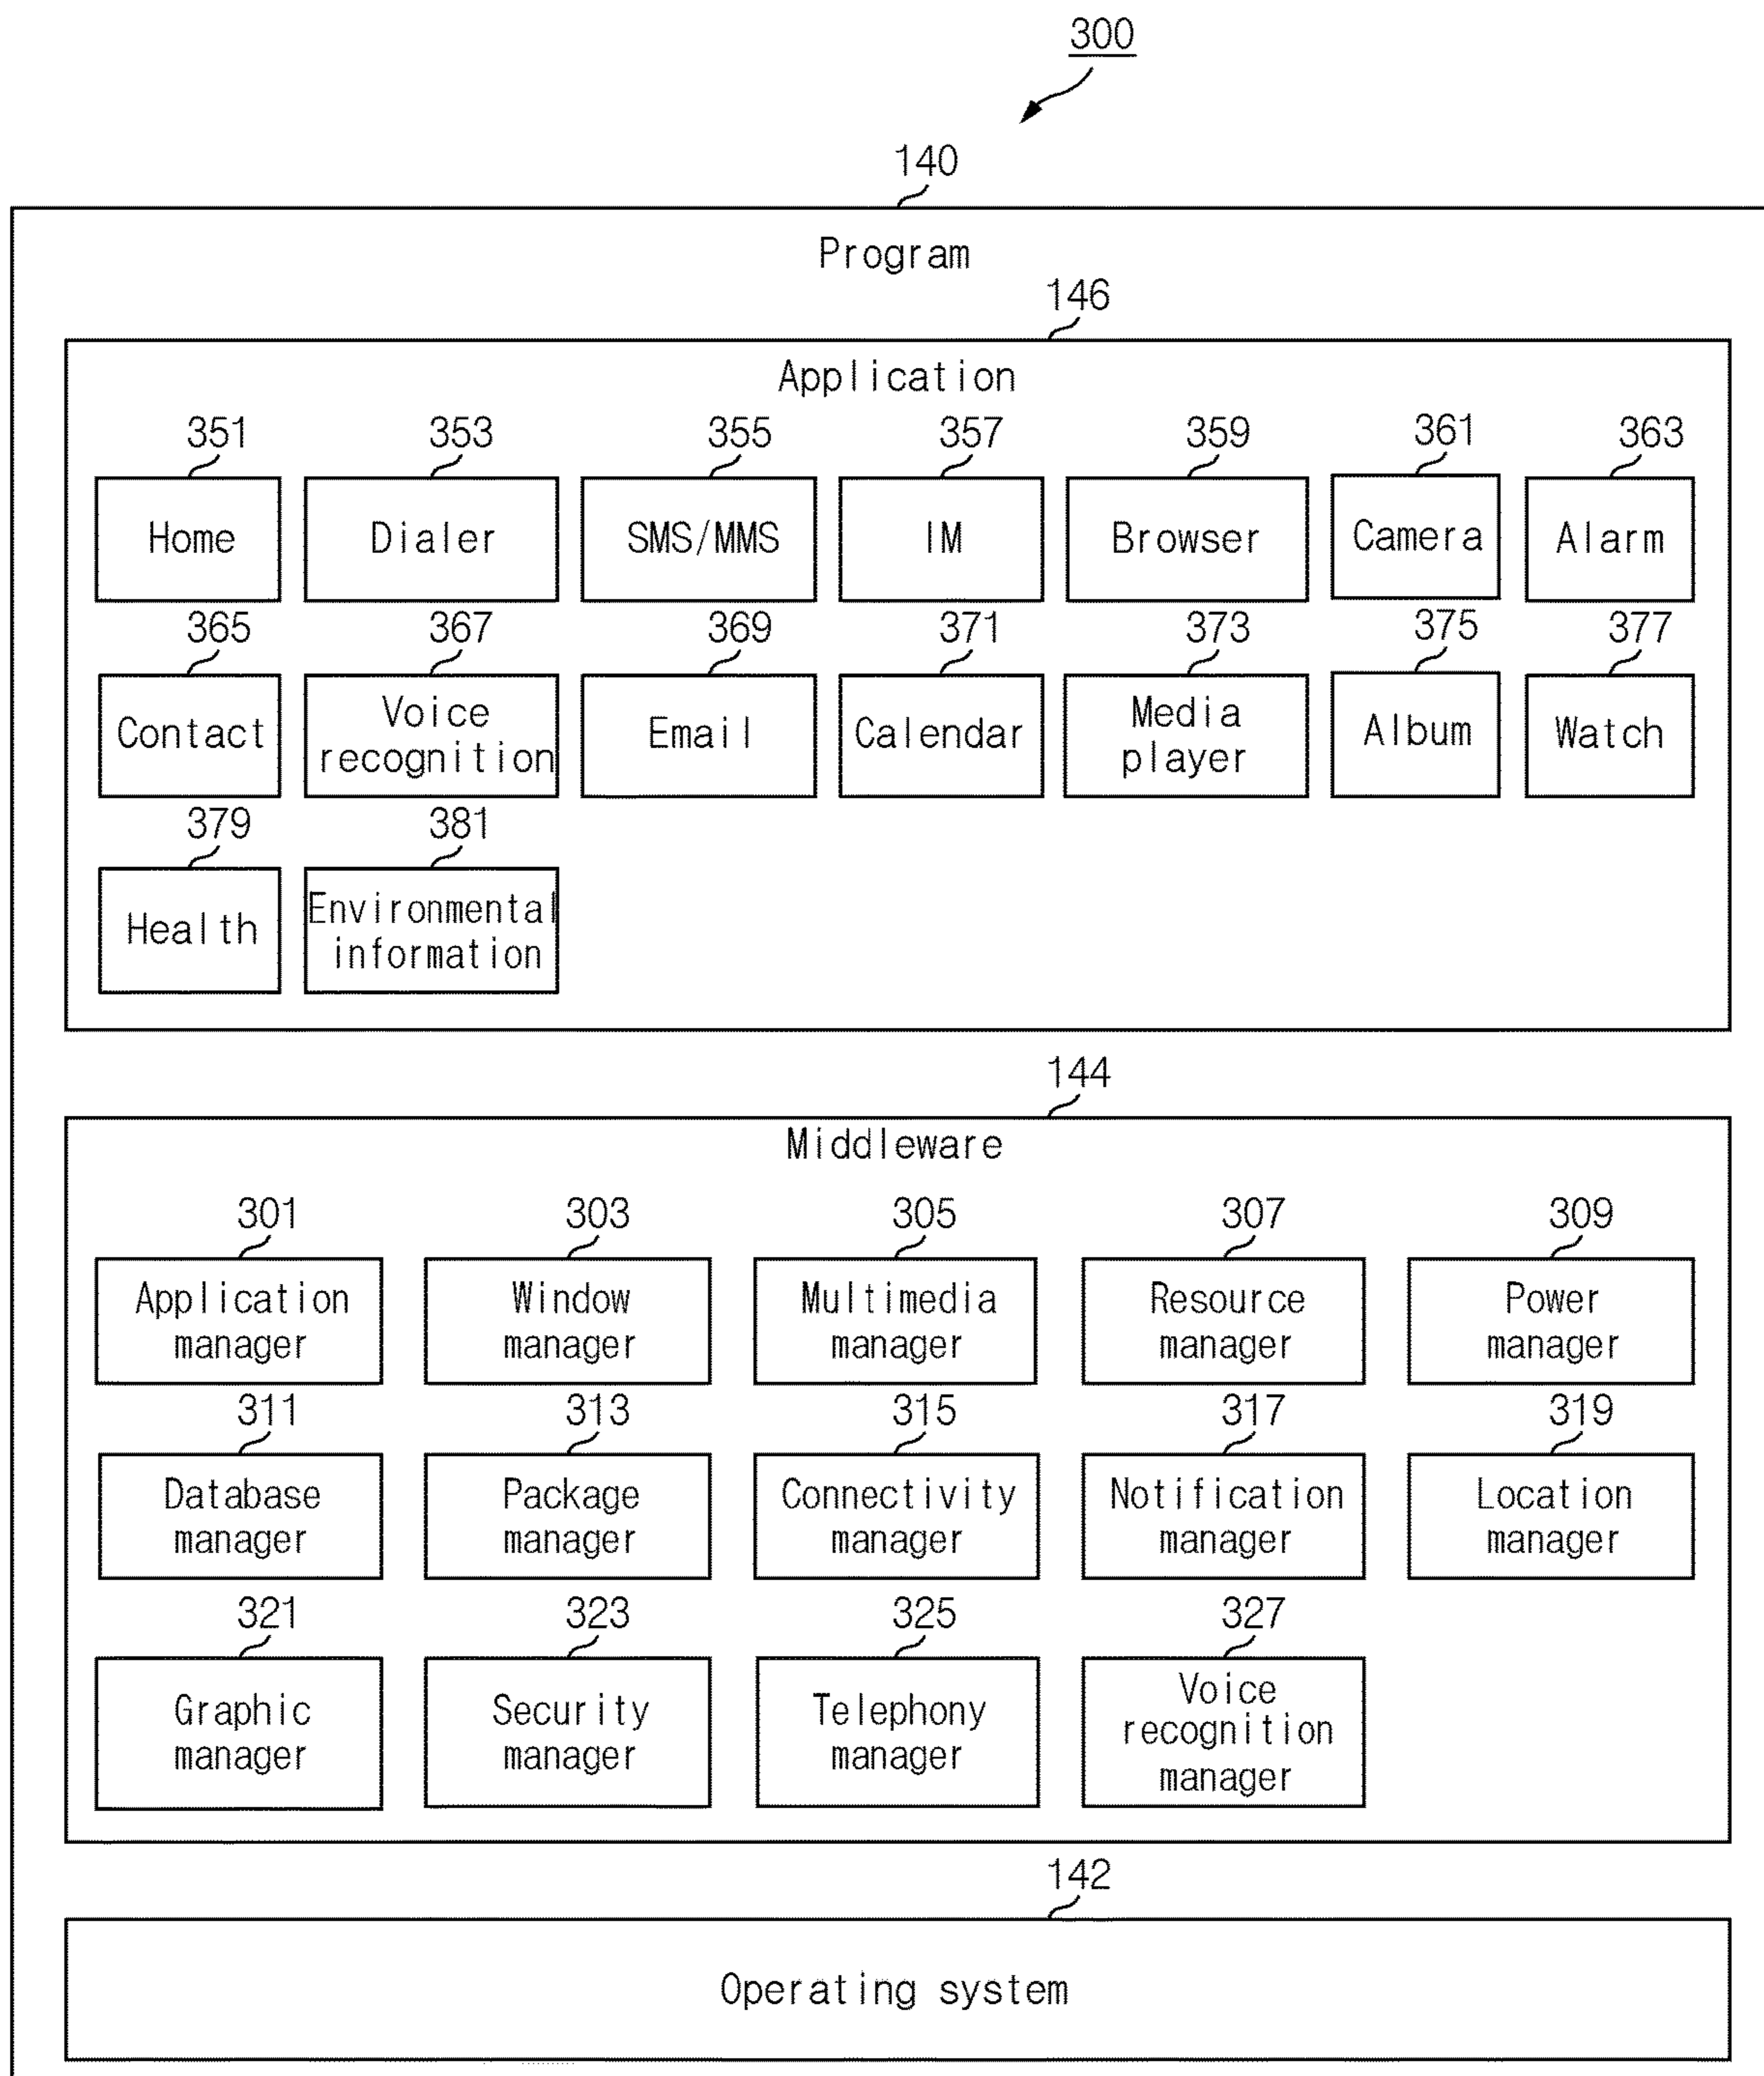 300
140
Program
146
Application
351 353 355 357 359 361 363
Home Dialer SMS/MMS IM Browser Camera Alarm
365 367 369 371 373 375 377
Contact Voice recognition Email Calendar Media player Album Watch
379 381
Health Environmental information
144
Middleware
301 303 305 307 309
Application manager Window manager Multimedia manager Resource manager Power manager
311 313 315 317 319
Database manager Package manager Connectivity manager Notification manager Location manager
321 323 325 327
Graphic manager Security manager Telephony manager Voice recognition manager
142
Operating system